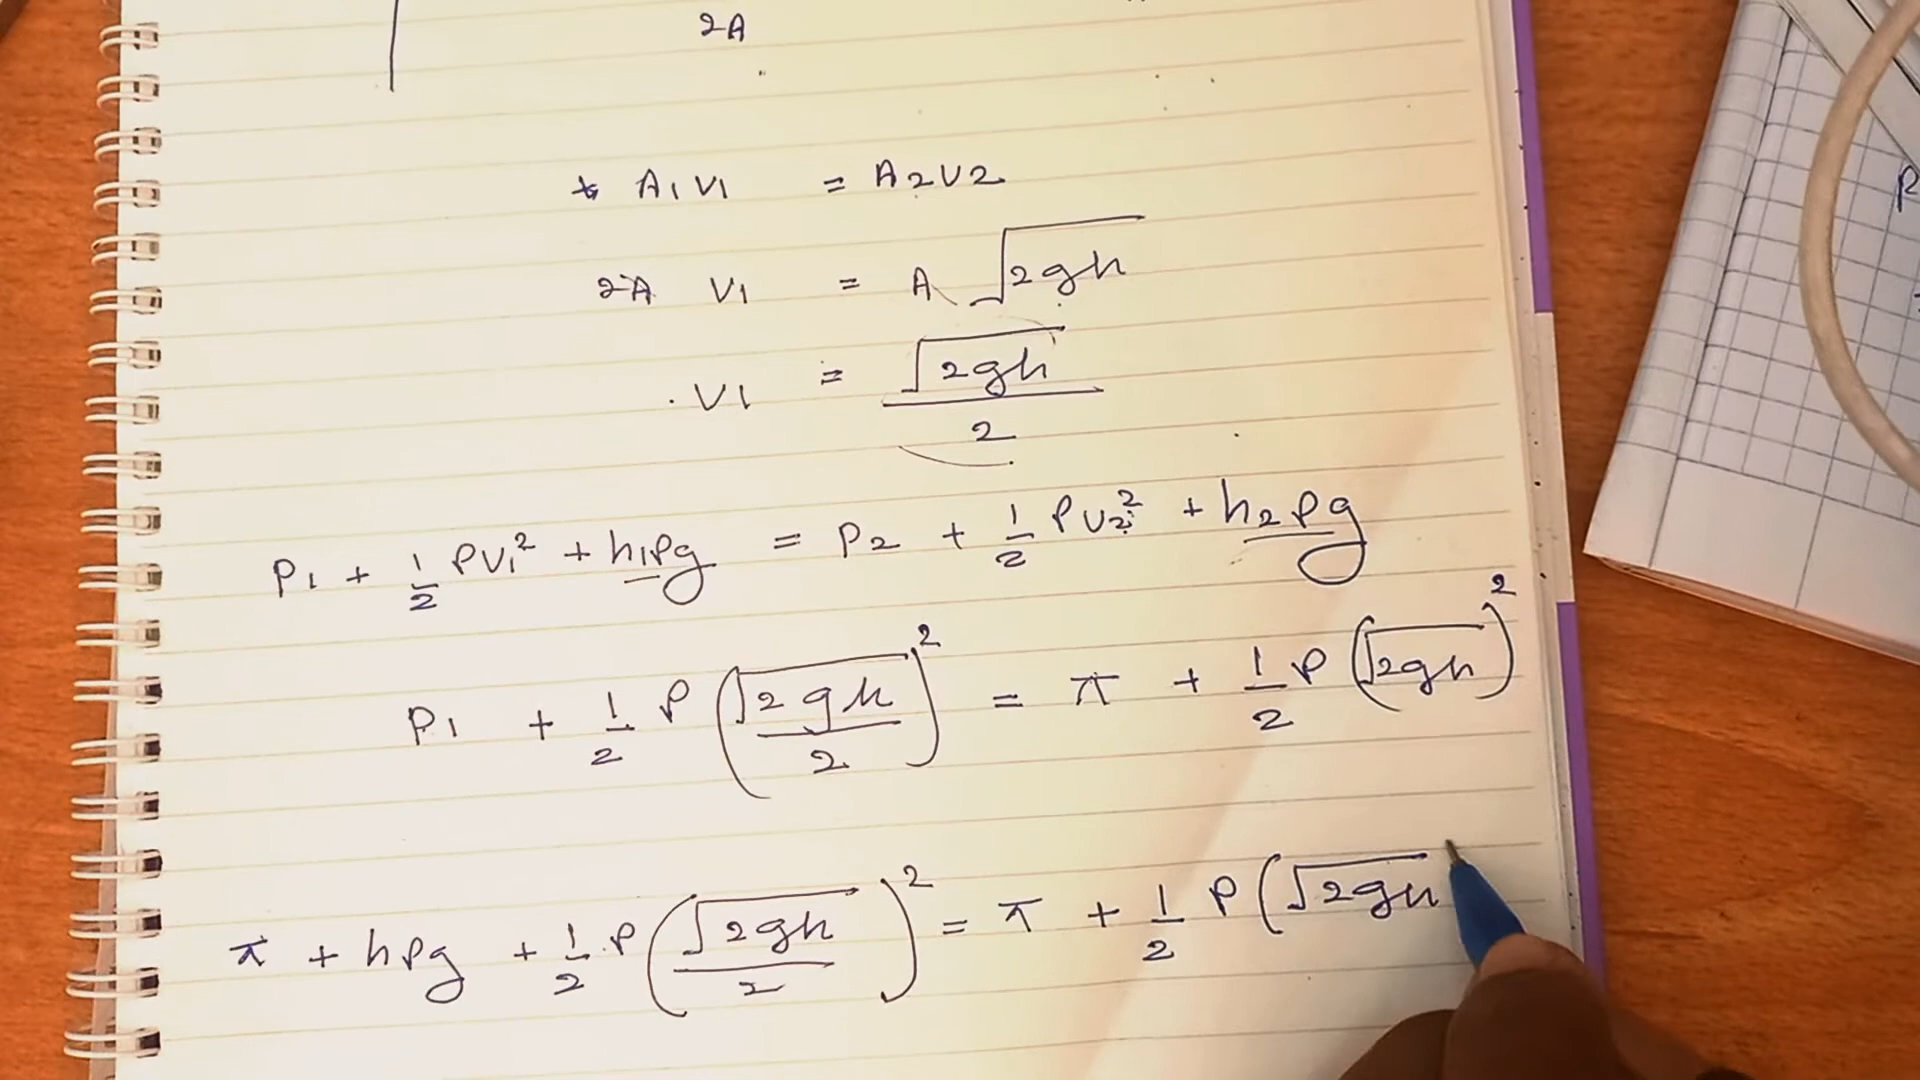 2A
A1 V1 = A2 V2
2A V1 = A √2gh
V1 = √2gh / 2
P1 + 1/2 ρv1² + h1ρg = P2 + 1/2 ρv2² + h2ρg
P1 + 1/2 ρ (√2gh / 2)² = π + 1/2 ρ (√2gh)²
π + hρg + 1/2 ρ (√2gh / 2)² = π + 1/2 ρ (√2gh